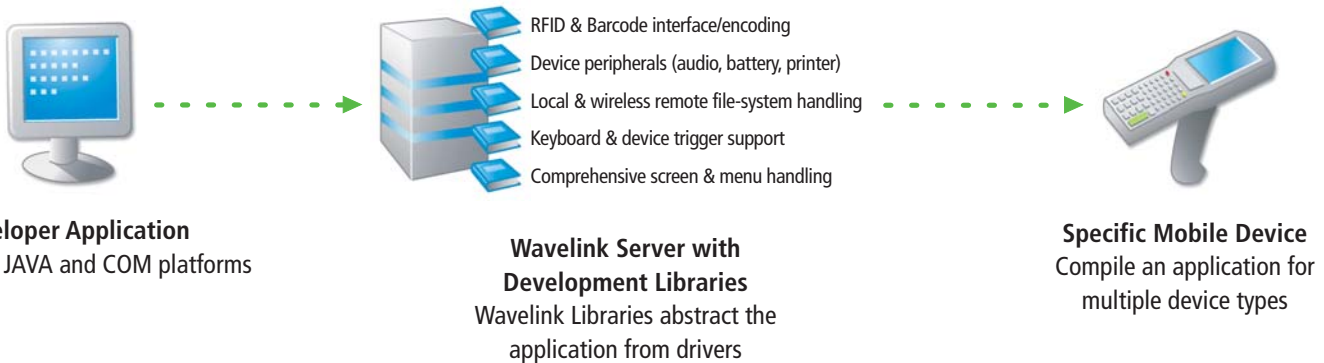 RFID & Barcode interface/encoding
Device peripherals (audio, battery, printer)
Local & wireless remote file-system handling
Keyboard & device trigger support
Comprehensive screen & menu handling
eloper Application
JAVA and COM platforms
Wavelink Server with
Development Libraries
Wavelink Libraries abstract the
application from drivers
Specific Mobile Device
Compile an application for
multiple device types